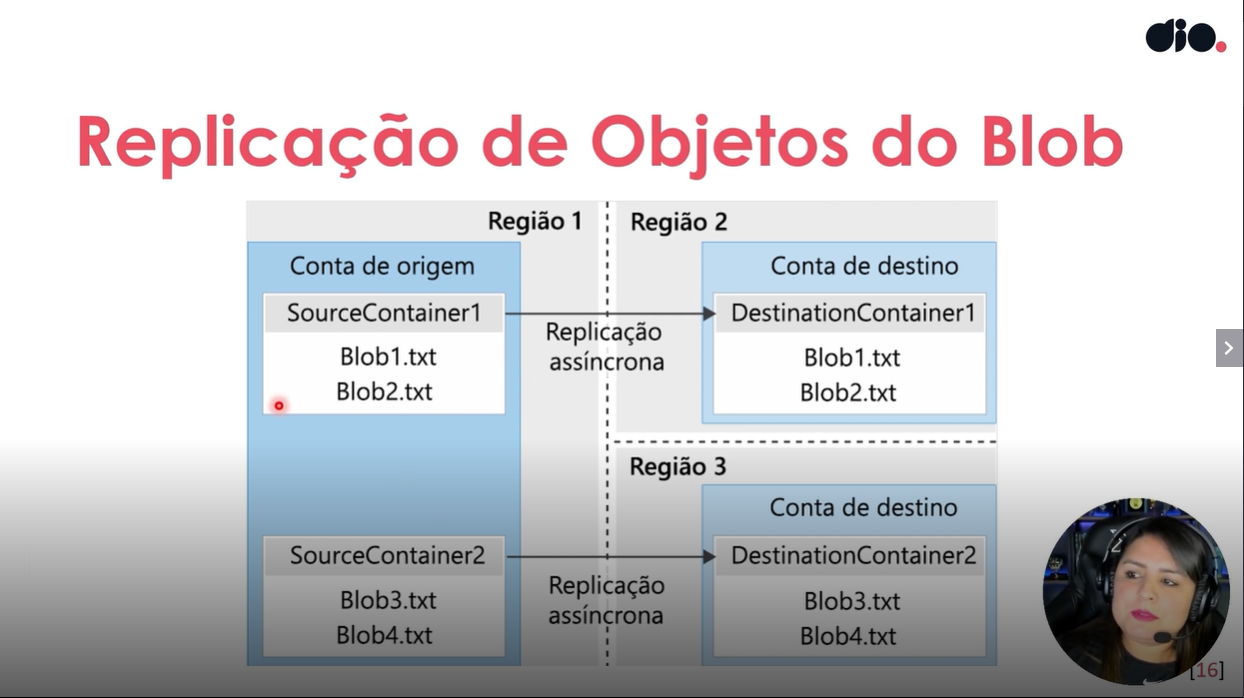 dio.
Replicação de Objetos do Blob
Região 1
Região 2
Conta de origem
Conta de destino
SourceContainer1
DestinationContainer1
Replicação
assíncrona
Blob1.txt
Blob2.txt
Blob1.txt
Blob2.txt
Região 3
Conta de destino
SourceContainer2
DestinationContainer2
Replicação
assíncrona
Blob3.txt
Blob4.txt
Blob3.txt
Blob4.txt
[16]